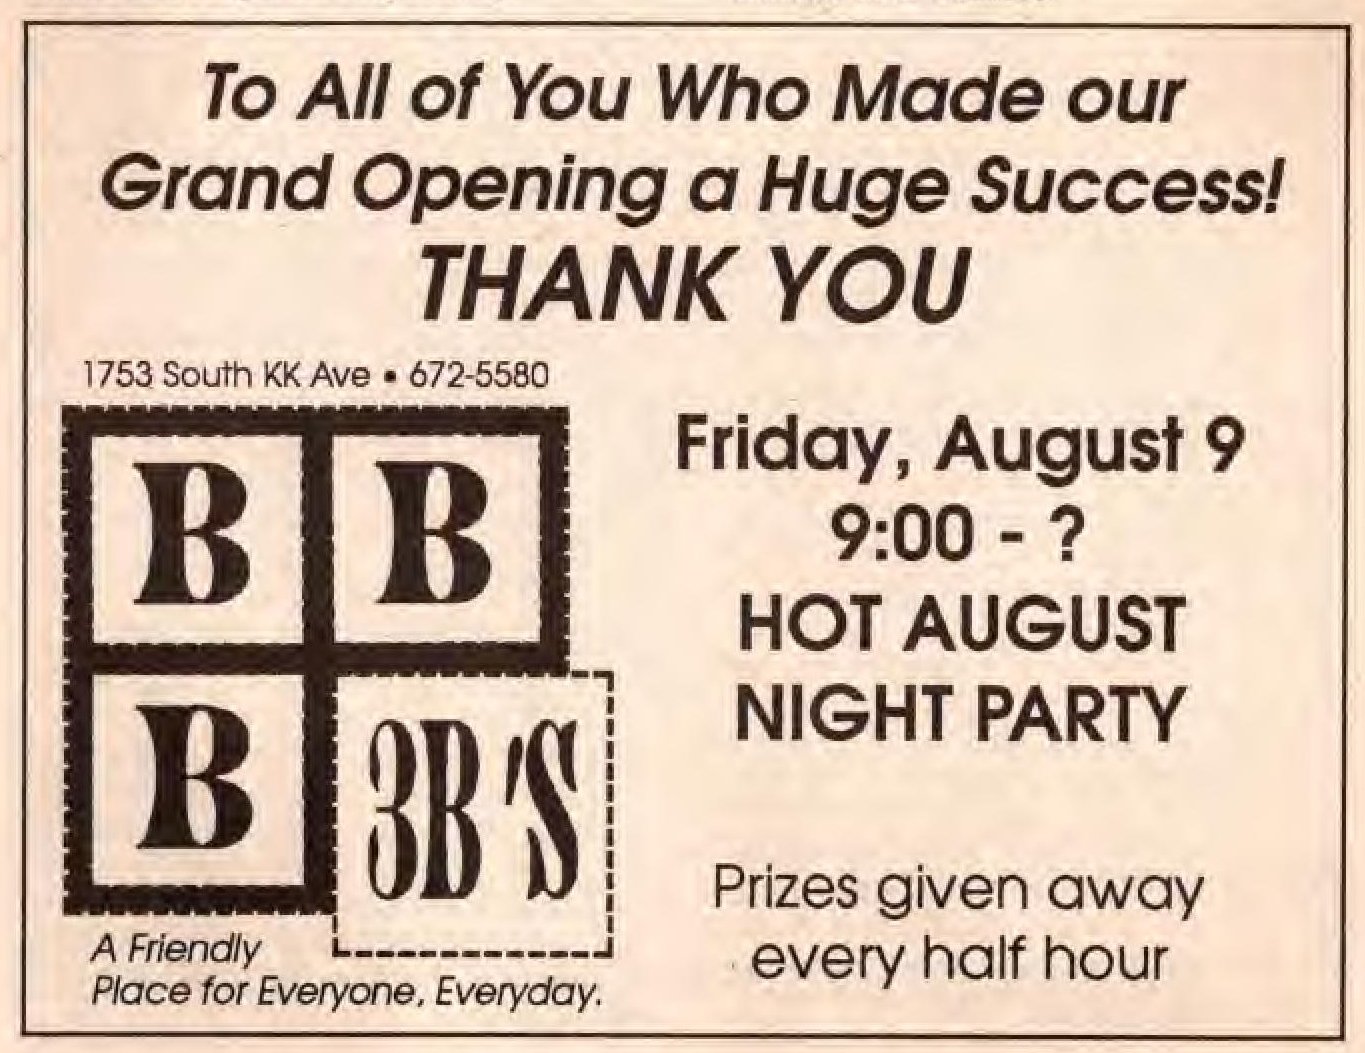 To All of You Who Made our
Grand Opening a Huge Success!
THANK YOU
1753 South KK Ave • 672-5580
B B
B 3B'S
A Friendly
Place for Everyone, Everyday.
Friday, August 9
9:00 - ?
HOT AUGUST
NIGHT PARTY
Prizes given away
every half hour